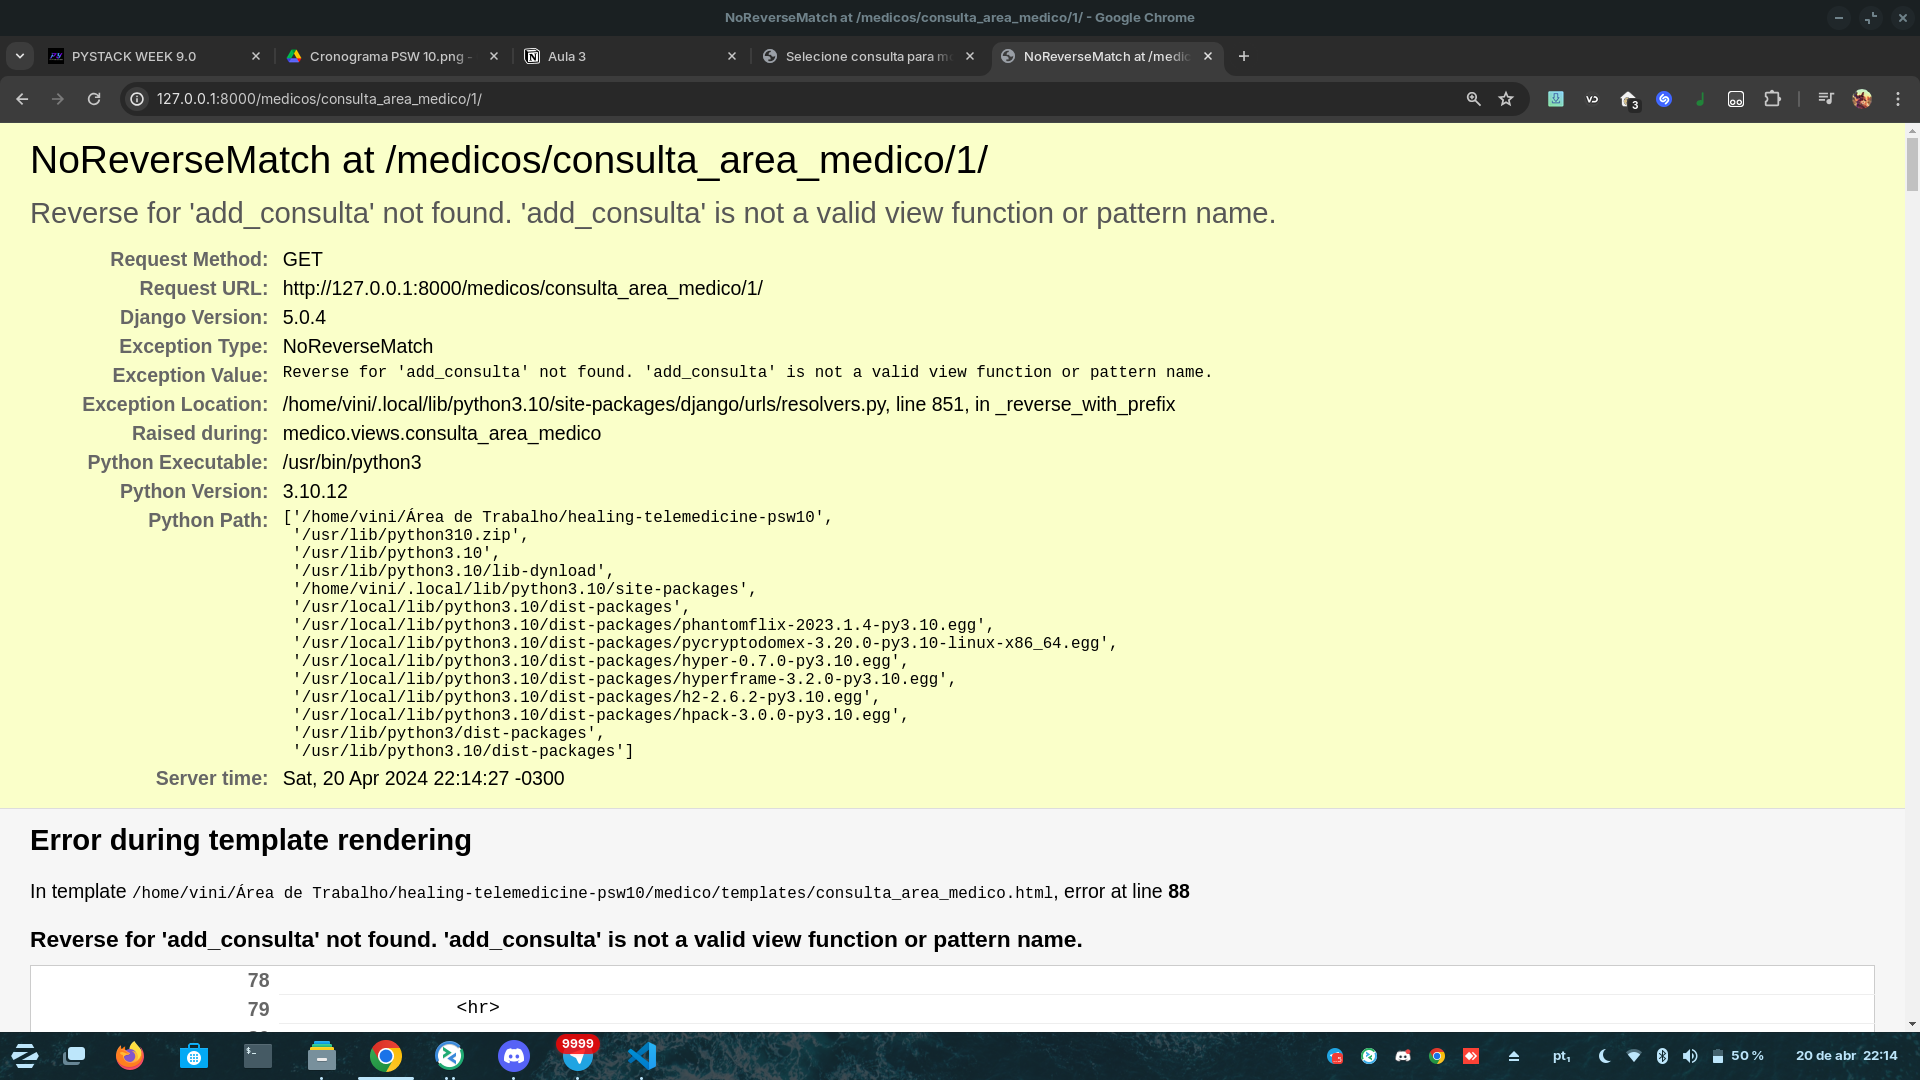 NoReverseMatch at /medicos/consulta_area_medico/1/ - Google Chrome
PYSTACK WEEK 9.0
Cronograma PSW 10.png -
Aula 3
Selecione consulta para m
NoReverseMatch at /medic
127.0.0.1:8000/medicos/consulta_area_medico/1/
3
NoReverseMatch at /medicos/consulta_area_medico/1/
Reverse for 'add_consulta' not found. 'add_consulta' is not a valid view function or pattern name.
Request Method: GET
Request URL: http://127.0.0.1:8000/medicos/consulta_area_medico/1/
Django Version: 5.0.4
Exception Type: NoReverseMatch
Exception Value: Reverse for 'add_consulta' not found. 'add_consulta' is not a valid view function or pattern name.
Exception Location: /home/vini/.local/lib/python3.10/site-packages/django/urls/resolvers.py, line 851, in _reverse_with_prefix
Raised during: medico.views.consulta_area_medico
Python Executable: /usr/bin/python3
Python Version: 3.10.12
Python Path: ['/home/vini/Área de Trabalho/healing-telemedicine-psw10',
'/usr/lib/python310.zip',
'/usr/lib/python3.10',
'/usr/lib/python3.10/lib-dynload',
'/home/vini/.local/lib/python3.10/site-packages',
'/usr/local/lib/python3.10/dist-packages',
'/usr/local/lib/python3.10/dist-packages/phantomflix-2023.1.4-py3.10.egg',
'/usr/local/lib/python3.10/dist-packages/pycryptodomex-3.20.0-py3.10-linux-x86_64.egg',
'/usr/local/lib/python3.10/dist-packages/hyper-0.7.0-py3.10.egg',
'/usr/local/lib/python3.10/dist-packages/hyperframe-3.2.0-py3.10.egg',
'/usr/local/lib/python3.10/dist-packages/h2-2.6.2-py3.10.egg',
'/usr/local/lib/python3.10/dist-packages/hpack-3.0.0-py3.10.egg',
'/usr/lib/python3/dist-packages',
'/usr/lib/python3.10/dist-packages']
Server time: Sat, 20 Apr 2024 22:14:27 -0300
Error during template rendering
In template /home/vini/Área de Trabalho/healing-telemedicine-psw10/medico/templates/consulta_area_medico.html, error at line 88
Reverse for 'add_consulta' not found. 'add_consulta' is not a valid view function or pattern name.
78
79 <hr>
9999
pt₁
50 %
20 de abr 22:14